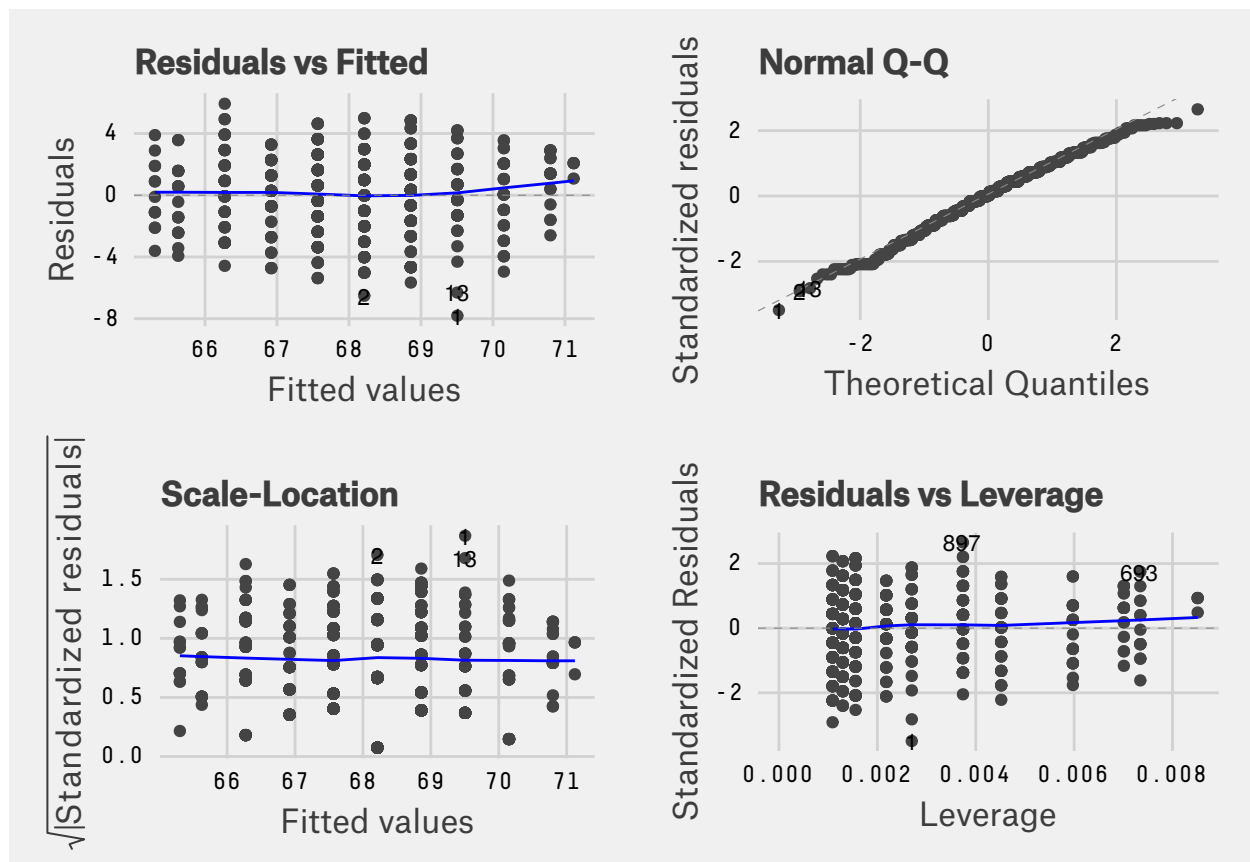 Residuals vs Fitted
Residuals
4
0
-4
-8
2
13
1
66 67 68 69 70 71
Fitted values
Normal Q-Q
Standardized residuals
2
0
-2
2 13
1
-2 0 2
Theoretical Quantiles
Scale-Location
√|Standardized residuals|
1.5
1.0
0.5
0.0
2
1
13
66 67 68 69 70 71
Fitted values
Residuals vs Leverage
Standardized Residuals
2
0
-2
897
693
1
0.000 0.002 0.004 0.006 0.008
Leverage